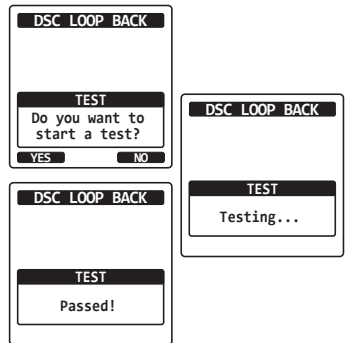 DSC LOOP BACK
TEST
Do you want to
start a test?
YES NO
DSC LOOP BACK
TEST
Testing...
DSC LOOP BACK
TEST
Passed!